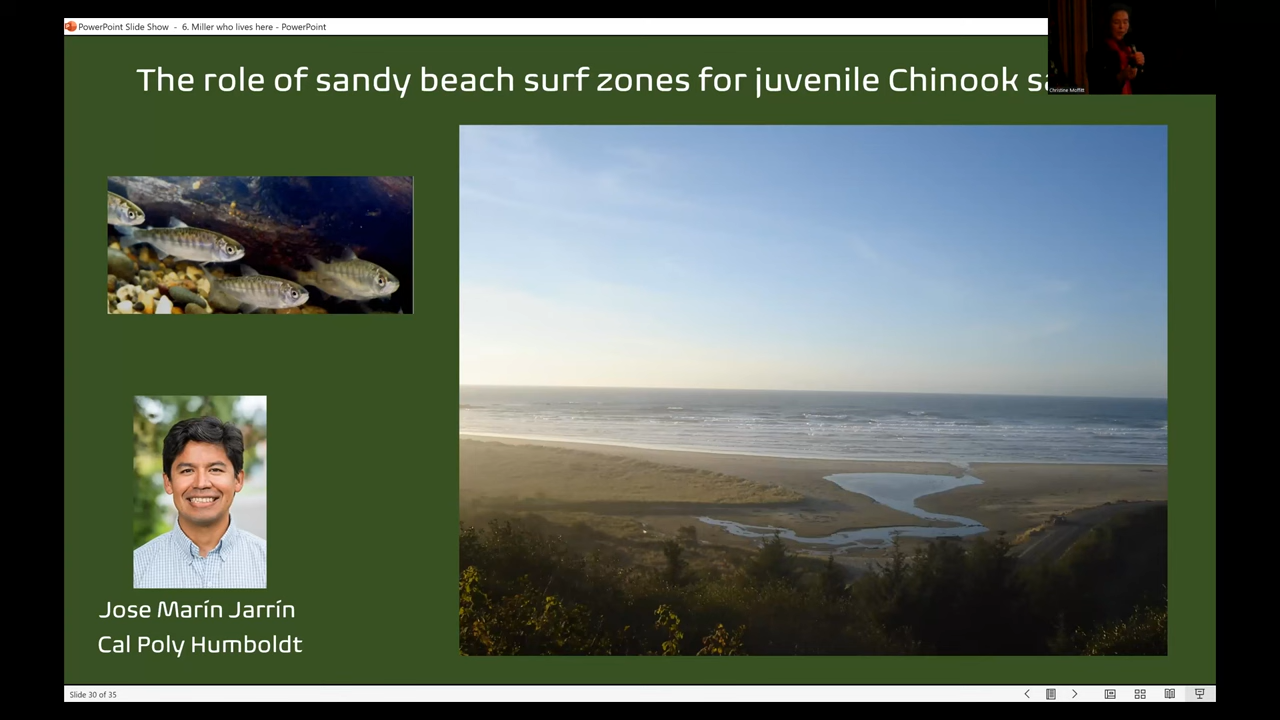 PowerPoint Slide Show - 6. Miller who lives here - PowerPoint
The role of sandy beach surf zones for juvenile Chinook sa
Christine Moffitt
Jose Marín Jarrín
Cal Poly Humboldt
Slide 30 of 35